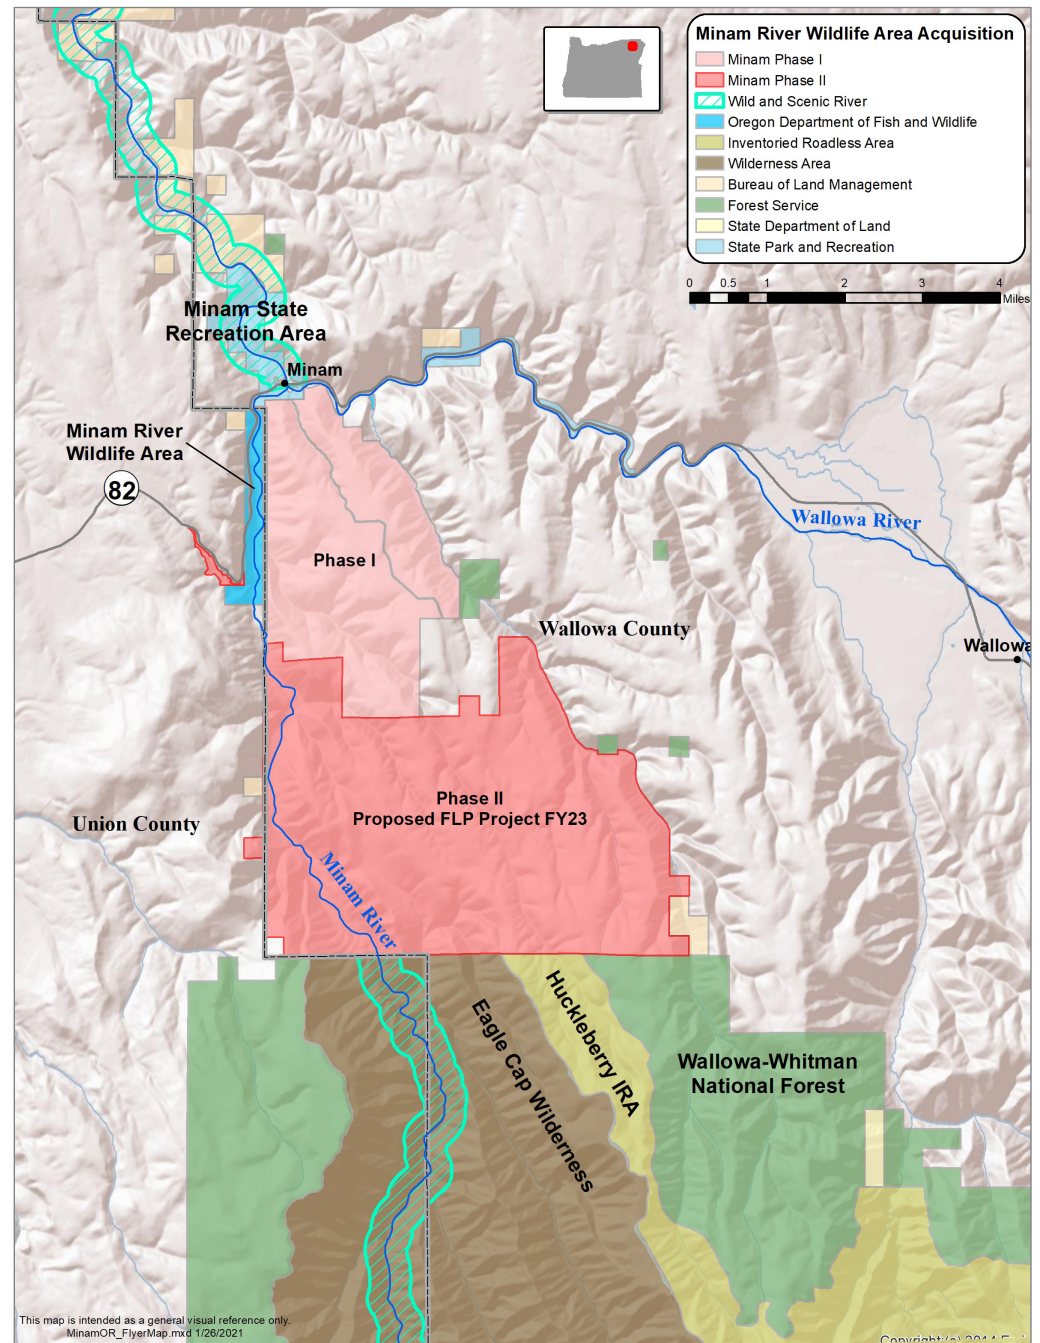 Minam River Wildlife Area Acquisition
Minam Phase I
Minam Phase II
Wild and Scenic River
Oregon Department of Fish and Wildlife
Inventoried Roadless Area
Wilderness Area
Bureau of Land Management
Forest Service
State Department of Land
State Park and Recreation
0 0.5 1 2 3 4
Miles
Minam State
Recreation Area
Minam
Minam River
Wildlife Area
82
Wallowa River
Phase I
Wallowa County
Wallowa
Phase II
Proposed FLP Project FY23
Union County
Minam River
Eagle Cap Wilderness
Huckleberry IRA
Wallowa-Whitman
National Forest
This map is intended as a general visual reference only.
MinamOR_FlyerMap.mxd 1/26/2021
Copyright:(c) 2014